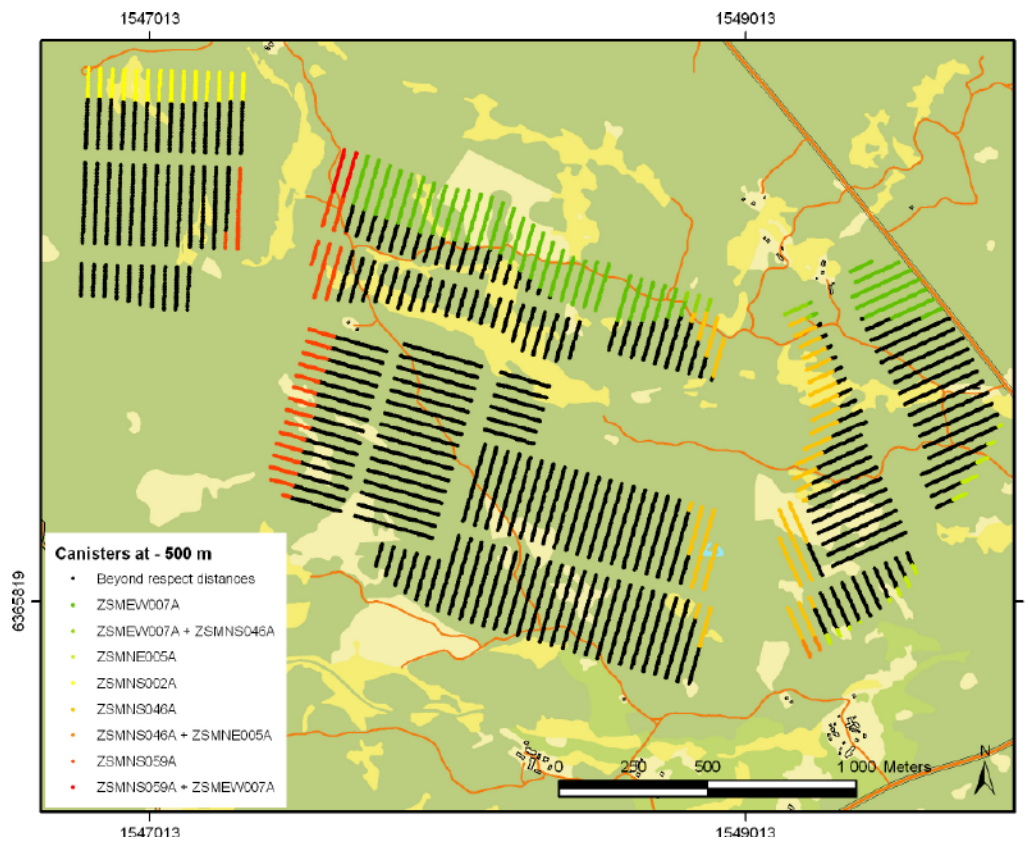 1547013 1549013
6365819
Canisters at - 500 m
Beyond respect distances
ZSMEW007A
ZSMEW007A + ZSMNS046A
ZSMNE005A
ZSMNS002A
ZSMNS046A
ZSMNS046A + ZSMNE005A
ZSMNS059A
ZSMNS059A + ZSMEW007A
N
0 250 500 1 000 Meters
1547013 1549013